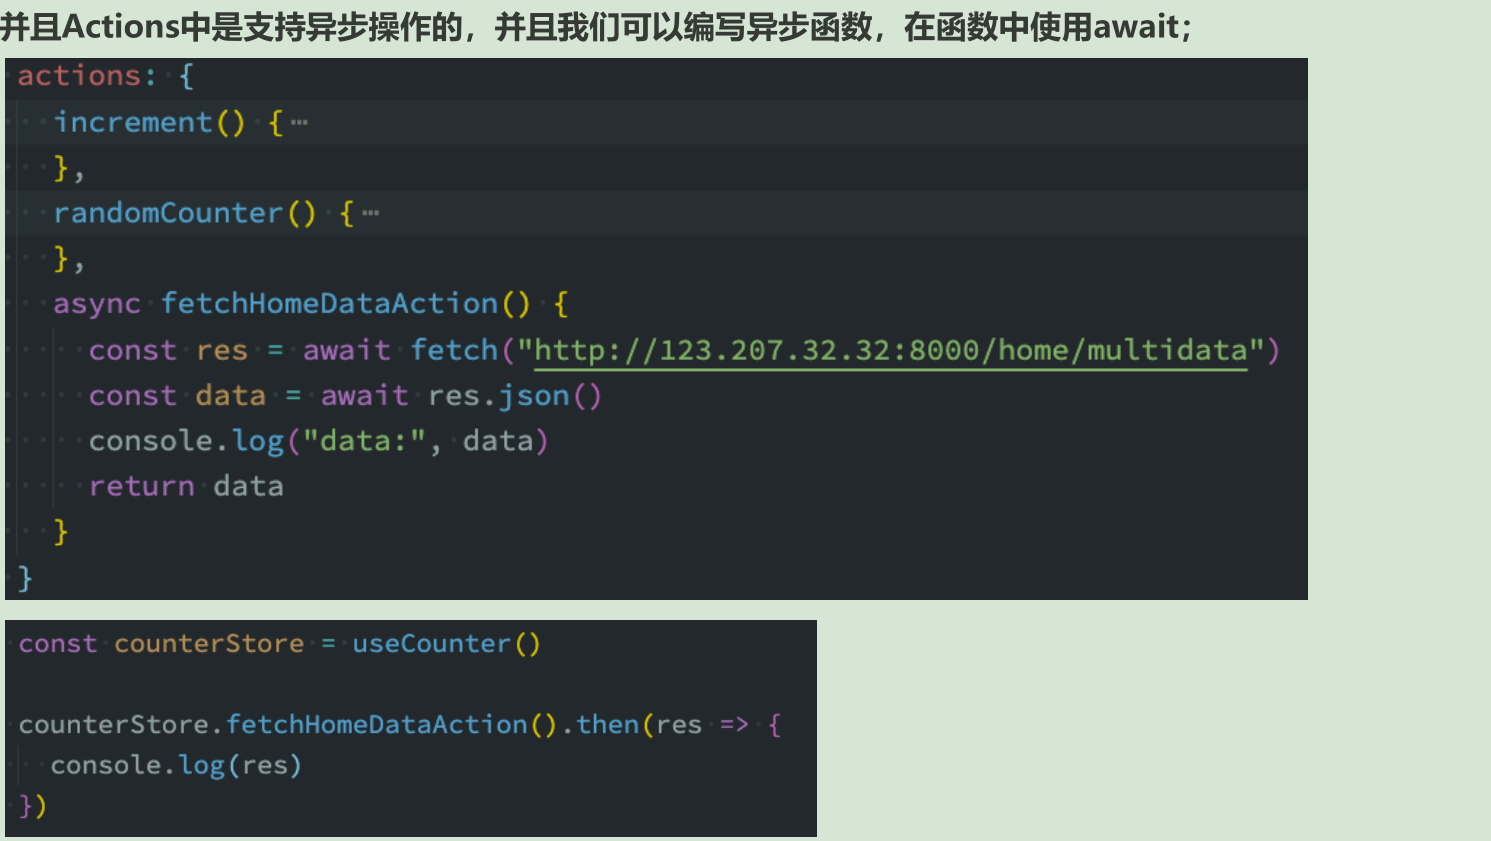 并且Actions中是支持异步操作的，并且我们可以编写异步函数，在函数中使用await；
actions: {
increment() {…
},
randomCounter() {…
},
async fetchHomeDataAction() {
const res = await fetch("http://123.207.32.32:8000/home/multidata")
const data = await res.json()
console.log("data:", data)
return data
}
}
const counterStore = useCounter()
counterStore.fetchHomeDataAction().then(res => {
console.log(res)
})